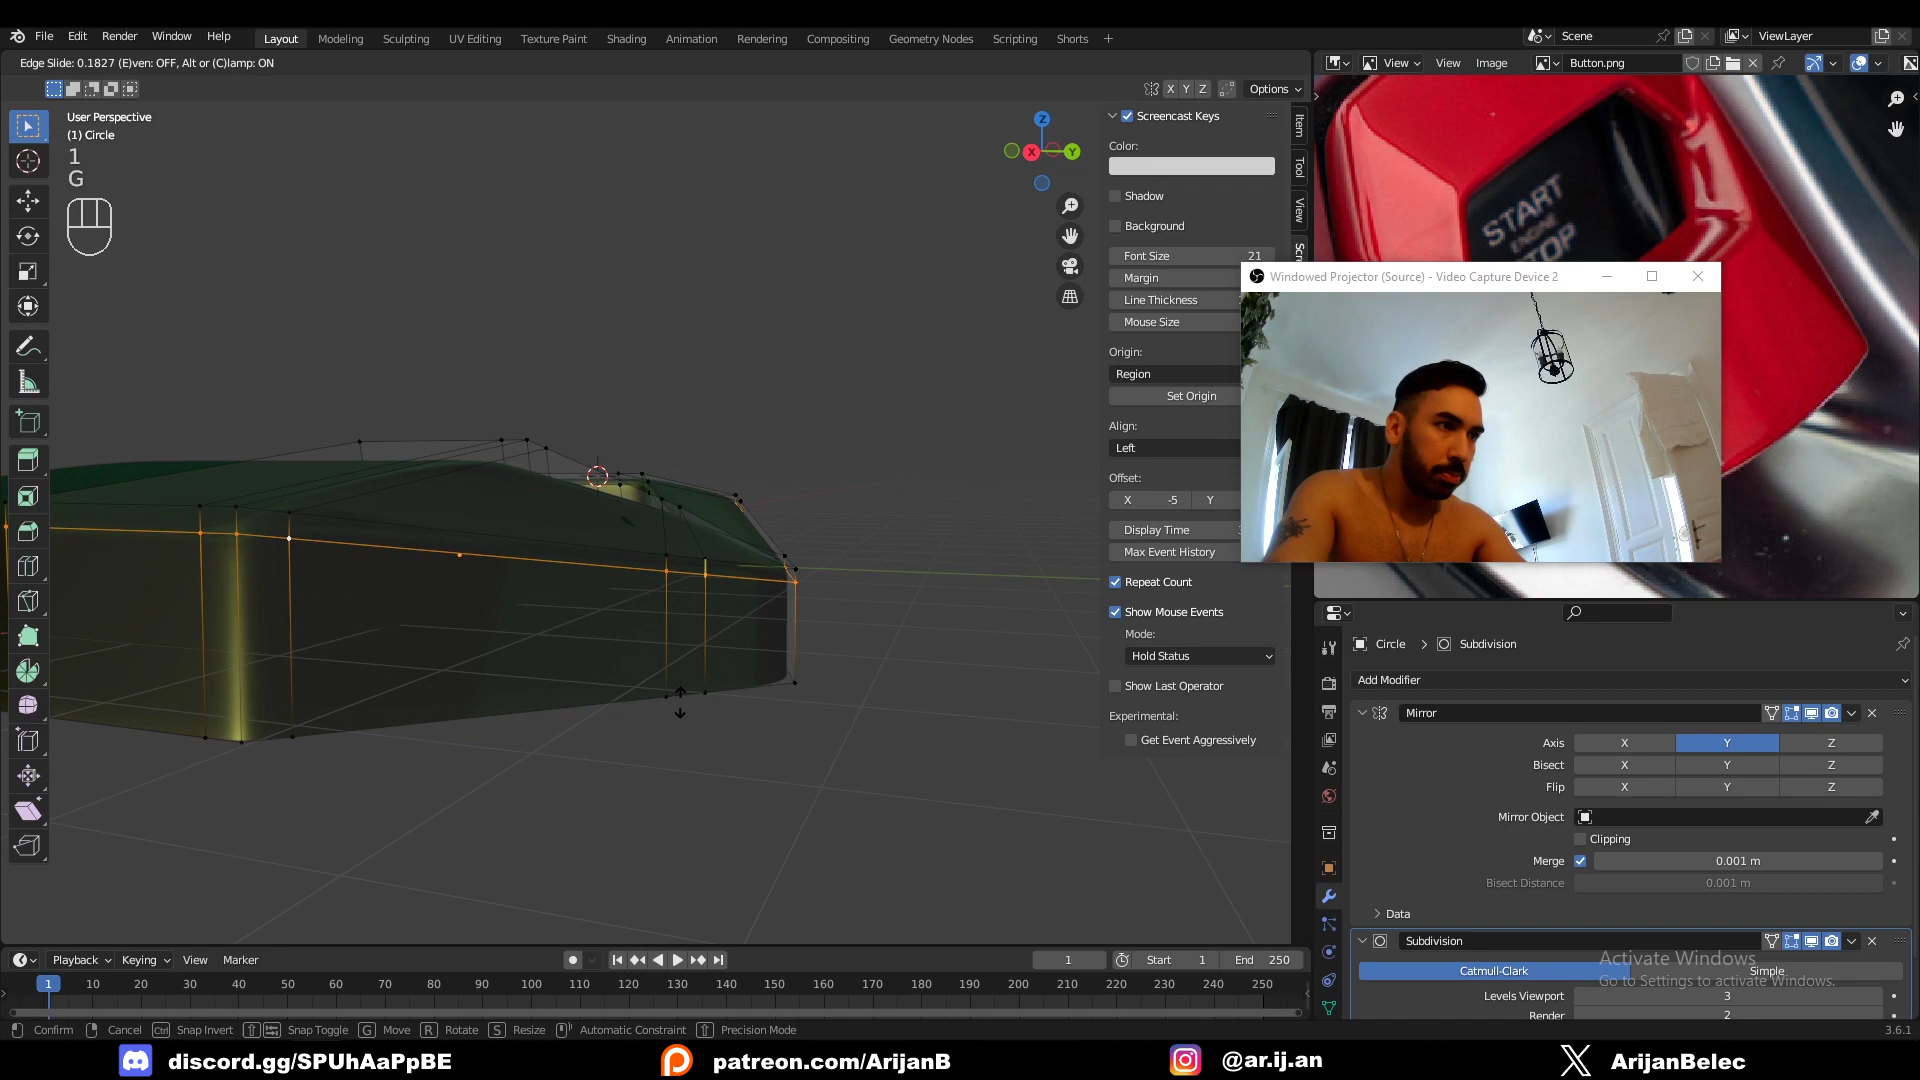 File Edit Render Window Help
Layout Modeling Sculpting UV Editing Texture Paint Shading Animation Rendering Compositing Geometry Nodes Scripting Shorts +
Scene
ViewLayer
Edge Slide: 0.1827 (E)ven: OFF, Alt or (C)lamp: ON
View View Image Button.png
X Y Z Options
User Perspective
(1) Circle
1
G
Z
X
Y
Screencast Keys
Color:
Shadow
Background
Font Size 21
Margin
Line Thickness
Mouse Size
Origin:
Region
Set Origin
Align:
Left
Offset:
X -5 Y
Display Time
Max Event History
Repeat Count
Show Mouse Events
Mode:
Hold Status
Show Last Operator
Experimental:
Get Event Aggressively
Item
Tool
View
START
ENGINE
STOP
Windowed Projector (Source) - Video Capture Device 2
Circle > Subdivision
Add Modifier
Mirror
Axis X Y Z
Bisect X Y Z
Flip X Y Z
Mirror Object
Clipping
Merge 0.001 m
Bisect Distance 0.001 m
Data
Subdivision
Catmull-Clark Simple
Levels Viewport 3
Render 2
Activate Windows
Go to Settings to activate Windows.
Playback Keying View Marker
1 Start 1 End 250
1 10 20 30 40 50 60 70 80 90 100 110 120 130 140 150 160 170 180 190 200 210 220 230 240 250
Confirm Cancel Ctrl Snap Invert Snap Toggle G Move R Rotate S Resize Automatic Constraint Precision Mode
3.6.1
discord.gg/SPUhAaPpBE
patreon.com/ArijanB
@ar.ij.an
ArijanBelec